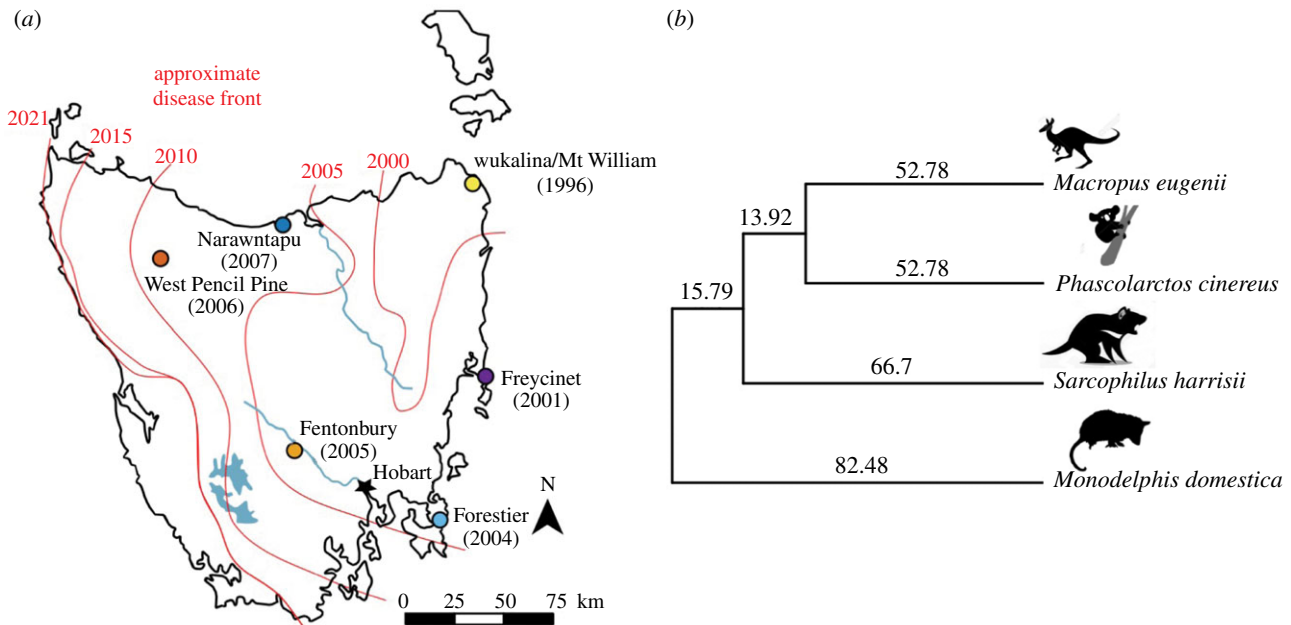 (a)
approximate
disease front
2021
2015
2010
2005
2000
wukalina/Mt William
(1996)
Narawntapu
(2007)
West Pencil Pine
(2006)
Freycinet
(2001)
Fentonbury
(2005)
Hobart
Forestier
(2004)
N
0 25 50 75 km
(b)
52.78
Macropus eugenii
13.92
52.78
Phascolarctos cinereus
15.79
66.7
Sarcophilus harrisii
82.48
Monodelphis domestica